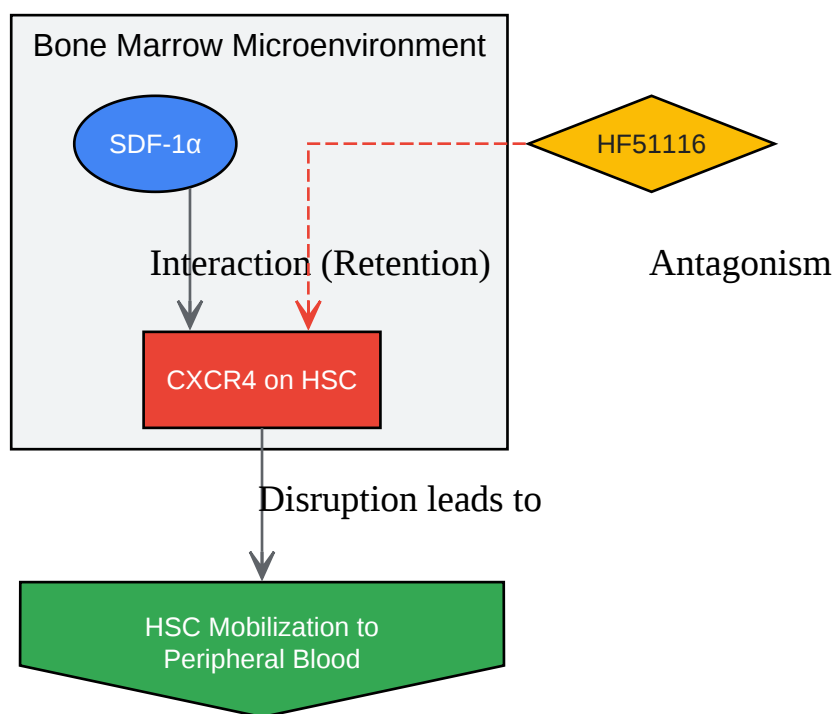 Bone Marrow Microenvironment
SDF-1α
HF51116
Interaction (Retention)
Antagonism
CXCR4 on HSC
Disruption leads to
HSC Mobilization to
Peripheral Blood